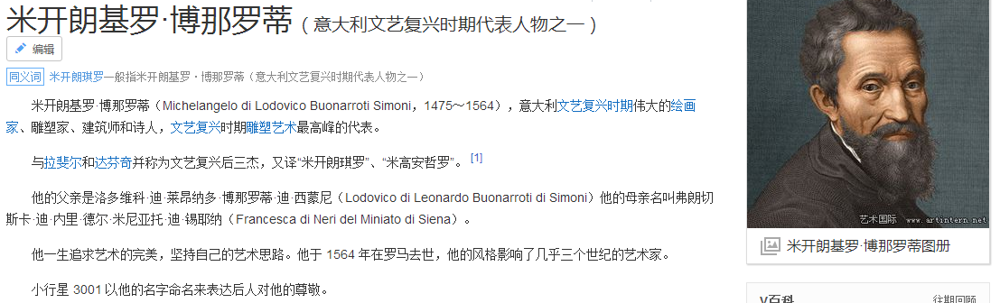 米开朗基罗·博那罗蒂（意大利文艺复兴时期代表人物之一）
编辑
同义词 米开朗琪罗一般指米开朗基罗·博那罗蒂（意大利文艺复兴时期代表人物之一）
米开朗基罗·博那罗蒂（Michelangelo di Lodovico Buonarroti Simoni，1475～1564），意大利文艺复兴时期伟大的绘画
家、雕塑家、建筑师和诗人，文艺复兴时期雕塑艺术最高峰的代表。
与拉斐尔和达芬奇并称为文艺复兴后三杰，又译“米开朗琪罗”、“米高安哲罗”。 [1]
他的父亲是洛多维科·迪·莱昂纳多·博那罗蒂·迪·西蒙尼（Lodovico di Leonardo Buonarroti di Simoni）他的母亲名叫弗朗切
斯卡·迪·内里·德尔·米尼亚托·迪·锡耶纳（Francesca di Neri del Miniato di Siena）。
他一生追求艺术的完美，坚持自己的艺术思路。他于 1564 年在罗马去世，他的风格影响了几乎三个世纪的艺术家。
小行星 3001 以他的名字命名来表达后人对他的尊敬。
艺术国际 www.artintern.net
米开朗基罗·博那罗蒂图册
V百科 往期回顾